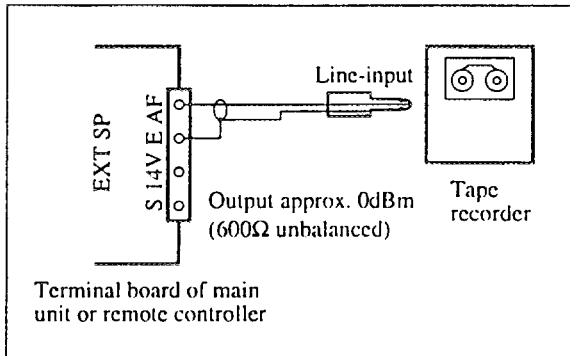 Line-input
EXT SP
S 14V E AF
Output approx. 0dBm
(600Ω unbalanced)
Tape
recorder
Terminal board of main
unit or remote controller